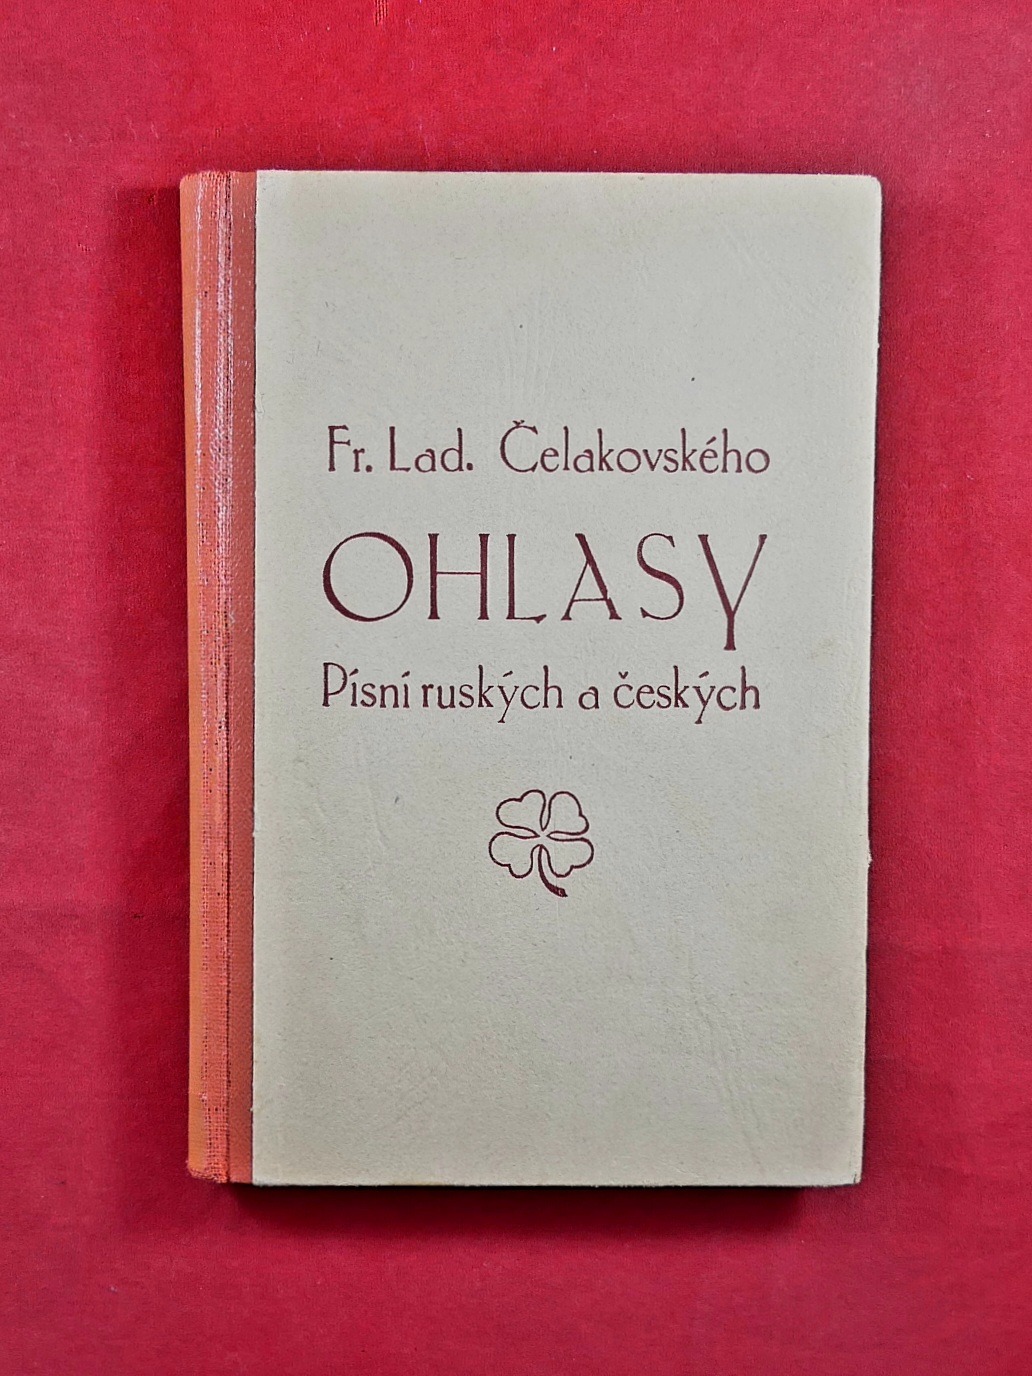 Fr. Lad. Čelakovského
OHLASY
Písní ruských a českých